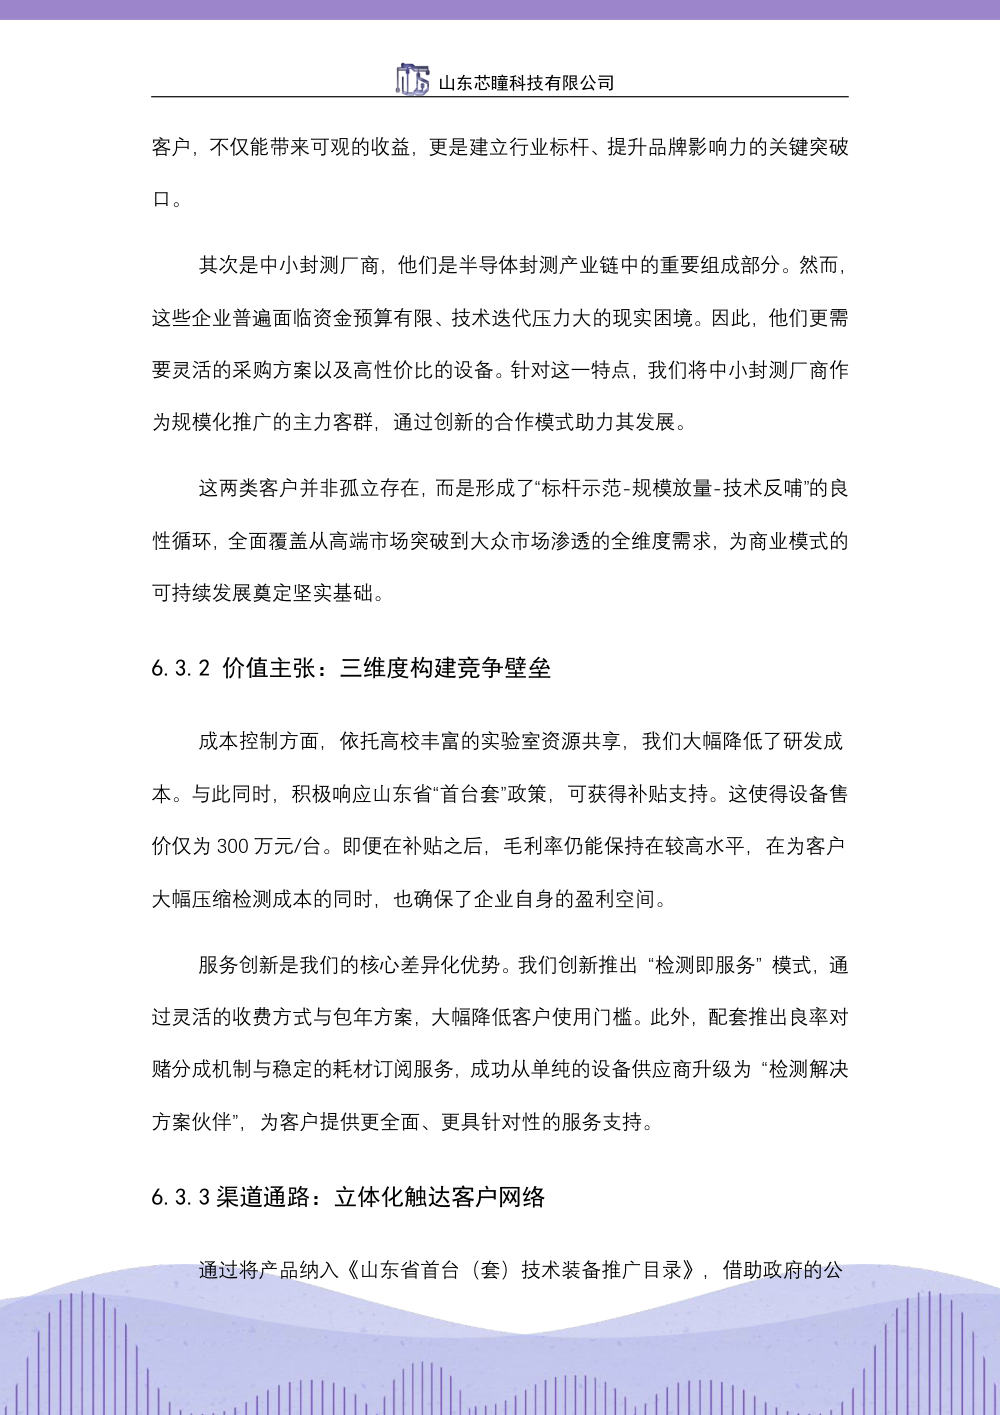 山东芯瞳科技有限公司
客户，不仅能带来可观的收益，更是建立行业标杆、提升品牌影响力的关键突破
口。
其次是中小封测厂商，他们是半导体封测产业链中的重要组成部分。然而，
这些企业普遍面临资金预算有限、技术迭代压力大的现实困境。因此，他们更需
要灵活的采购方案以及高性价比的设备。针对这一特点，我们将中小封测厂商作
为规模化推广的主力客群，通过创新的合作模式助力其发展。
这两类客户并非孤立存在，而是形成了“标杆示范-规模放量-技术反哺”的良
性循环，全面覆盖从高端市场突破到大众市场渗透的全维度需求，为商业模式的
可持续发展奠定坚实基础。
6.3.2 价值主张：三维度构建竞争壁垒
成本控制方面，依托高校丰富的实验室资源共享，我们大幅降低了研发成
本。与此同时，积极响应山东省“首台套”政策，可获得补贴支持。这使得设备售
价仅为 300 万元/台。即便在补贴之后，毛利率仍能保持在较高水平，在为客户
大幅压缩检测成本的同时，也确保了企业自身的盈利空间。
服务创新是我们的核心差异化优势。我们创新推出 “检测即服务” 模式，通
过灵活的收费方式与包年方案，大幅降低客户使用门槛。此外，配套推出良率对
赌分成机制与稳定的耗材订阅服务，成功从单纯的设备供应商升级为 “检测解决
方案伙伴”，为客户提供更全面、更具针对性的服务支持。
6.3.3 渠道通路：立体化触达客户网络
通过将产品纳入《山东省首台（套）技术装备推广目录》，借助政府的公